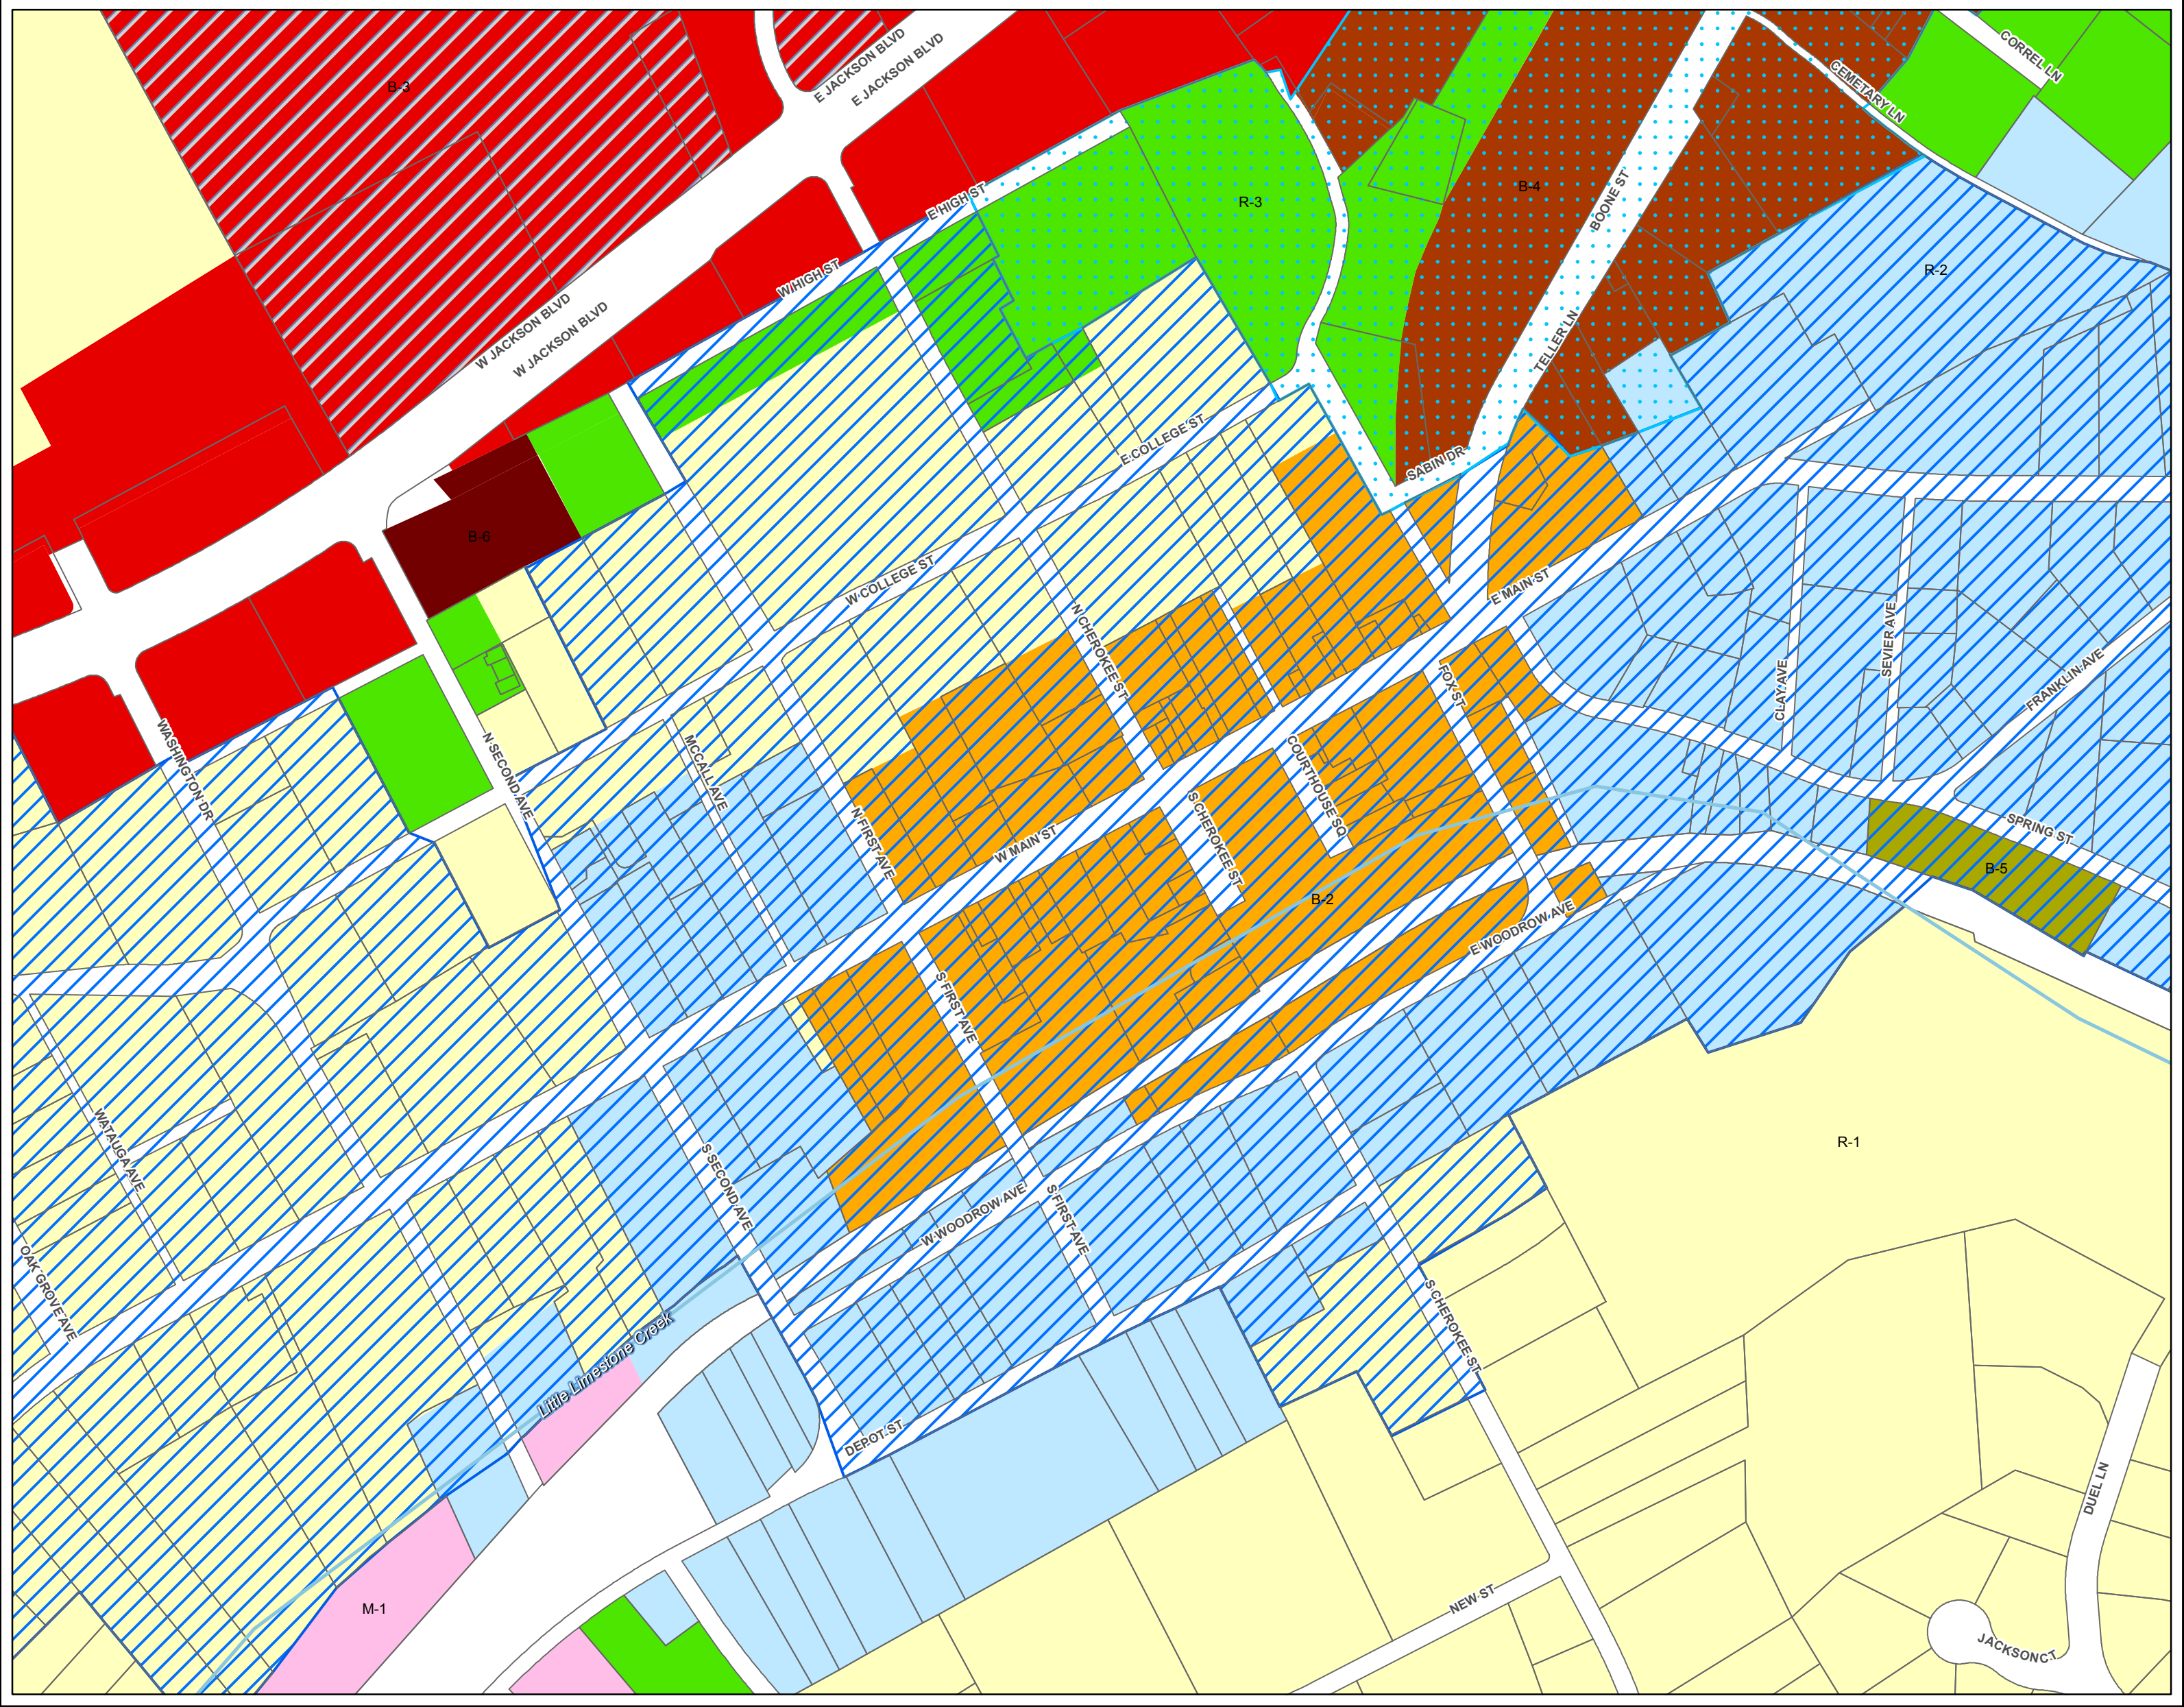 CORREL LN
E JACKSON BLVD
E JACKSON BLVD
B-3
CEMETARY LN
B-4
R-3
E HIGH ST
BOONE ST
R-2
W HIGH ST
W JACKSON BLVD
W JACKSON BLVD
TELLER LN
E COLLEGE ST
SABIN DR
B-6
W COLLEGE ST
E MAIN ST
N CHEROKEE ST
SEVIER AVE
FOX ST
CLAY AVE
FRANKLIN AVE
WASHINGTON DR
N SECOND AVE
MCCALL AVE
COURTHOUSE SQ
N FIRST AVE
S CHEROKEE ST
W MAIN ST
SPRING ST
B-5
B-2
E WOODROW AVE
S FIRST AVE
WATAUGA AVE
R-1
S SECOND AVE
W WOODROW AVE
S FIRST AVE
OAK GROVE AVE
S CHEROKEE ST
Little Limestone Creek
DEPOT ST
DUEL LN
M-1
NEW ST
JACKSON CT